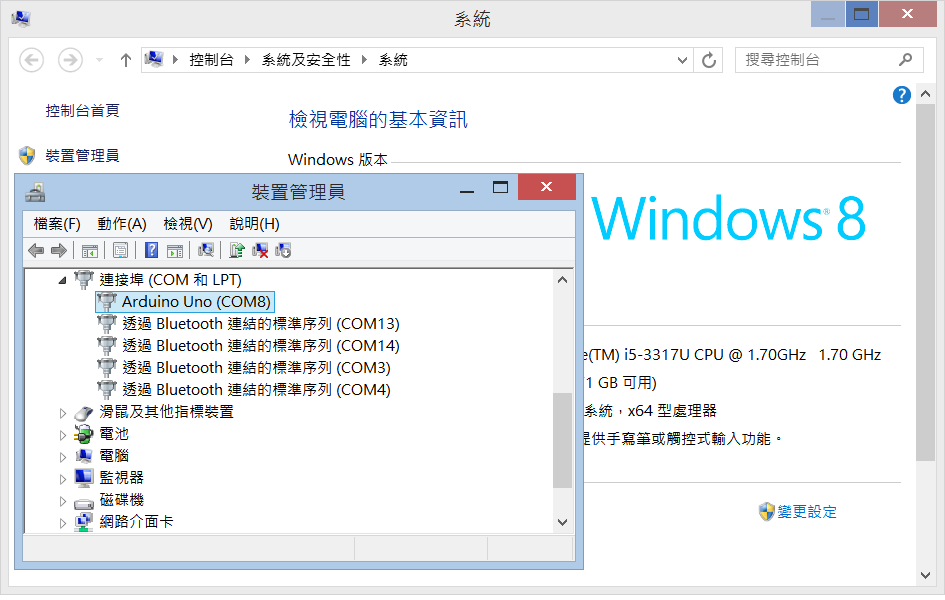 系統
控制台 系統及安全性 系統
搜尋控制台
控制台首頁
裝置管理員
檢視電腦的基本資訊
Windows 版本
Windows® 8
e(TM) i5-3317U CPU @ 1.70GHz 1.70 GHz
1 GB 可用)
系統，x64 型處理器
提供手寫筆或觸控式輸入功能。
變更設定
裝置管理員
檔案(F) 動作(A) 檢視(V) 說明(H)
連接埠 (COM 和 LPT)
Arduino Uno (COM8)
透過 Bluetooth 連結的標準序列 (COM13)
透過 Bluetooth 連結的標準序列 (COM14)
透過 Bluetooth 連結的標準序列 (COM3)
透過 Bluetooth 連結的標準序列 (COM4)
滑鼠及其他指標裝置
電池
電腦
監視器
磁碟機
網路介面卡